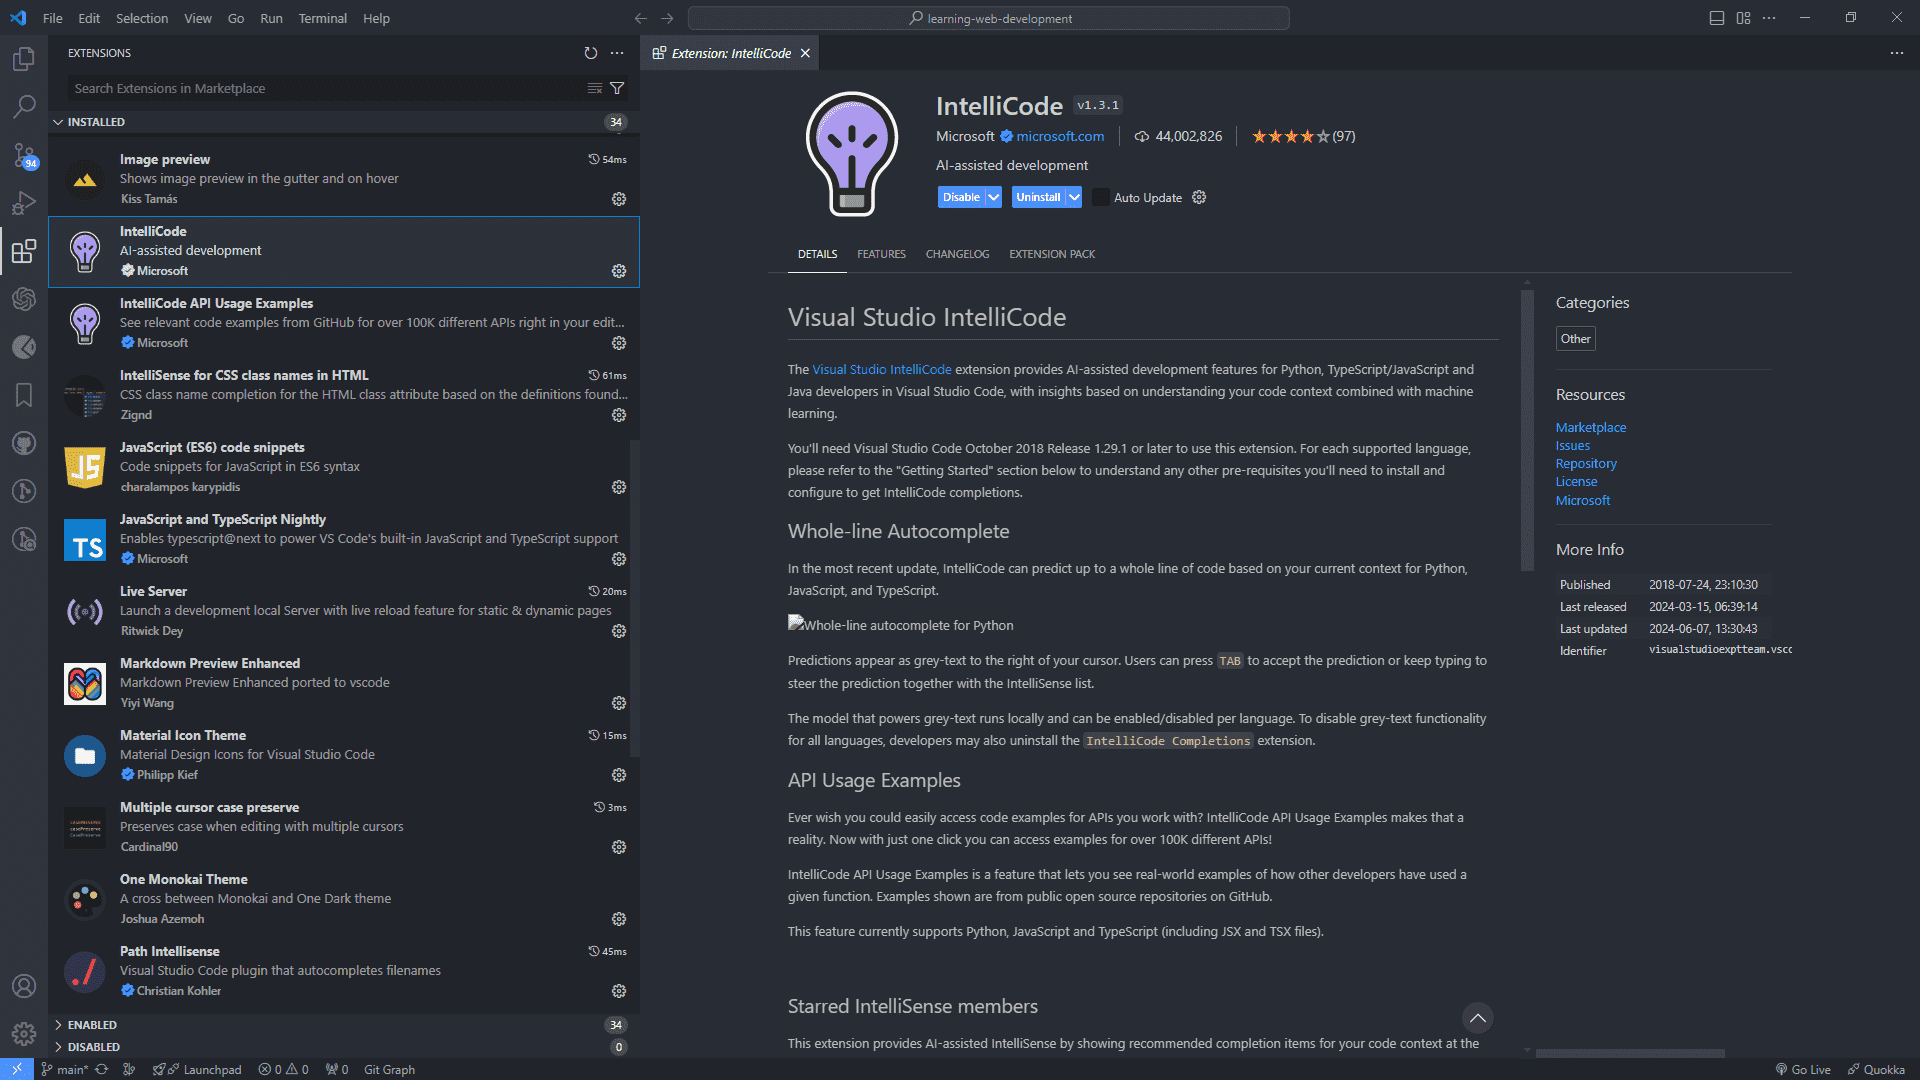 File Edit Selection View Go Run Terminal Help
learning-web-development
EXTENSIONS
Search Extensions in Marketplace
INSTALLED 34
Image preview 54ms
Shows image preview in the gutter and on hover
Kiss Tamás
IntelliCode
AI-assisted development
Microsoft
IntelliCode API Usage Examples
See relevant code examples from GitHub for over 100K different APIs right in your edit...
Microsoft
IntelliSense for CSS class names in HTML 61ms
CSS class name completion for the HTML class attribute based on the definitions found...
Zignd
JS
JavaScript (ES6) code snippets
Code snippets for JavaScript in ES6 syntax
charalampos karypidis
TS
JavaScript and TypeScript Nightly
Enables typescript@next to power VS Code's built-in JavaScript and TypeScript support
Microsoft
Live Server 20ms
Launch a development local Server with live reload feature for static & dynamic pages
Ritwick Dey
Markdown Preview Enhanced
Markdown Preview Enhanced ported to vscode
Yiyi Wang
Material Icon Theme 15ms
Material Design Icons for Visual Studio Code
Philipp Kief
Multiple cursor case preserve 3ms
Preserves case when editing with multiple cursors
Cardinal90
One Monokai Theme
A cross between Monokai and One Dark theme
Joshua Azemoh
Path Intellisense 45ms
Visual Studio Code plugin that autocompletes filenames
Christian Kohler
ENABLED 34
DISABLED 0
94
Extension: IntelliCode
IntelliCode v1.3.1
Microsoft microsoft.com 44,002,826 (97)
AI-assisted development
Disable Uninstall Auto Update
DETAILS FEATURES CHANGELOG EXTENSION PACK
Visual Studio IntelliCode
The Visual Studio IntelliCode extension provides AI-assisted development features for Python, TypeScript/JavaScript and
Java developers in Visual Studio Code, with insights based on understanding your code context combined with machine
learning.
You'll need Visual Studio Code October 2018 Release 1.29.1 or later to use this extension. For each supported language,
please refer to the "Getting Started" section below to understand any other pre-requisites you'll need to install and
configure to get IntelliCode completions.
Whole-line Autocomplete
In the most recent update, IntelliCode can predict up to a whole line of code based on your current context for Python,
JavaScript, and TypeScript.
Whole-line autocomplete for Python
Predictions appear as grey-text to the right of your cursor. Users can press TAB to accept the prediction or keep typing to
steer the prediction together with the IntelliSense list.
The model that powers grey-text runs locally and can be enabled/disabled per language. To disable grey-text functionality
for all languages, developers may also uninstall the IntelliCode Completions extension.
API Usage Examples
Ever wish you could easily access code examples for APIs you work with? IntelliCode API Usage Examples makes that a
reality. Now with just one click you can access examples for over 100K different APIs!
IntelliCode API Usage Examples is a feature that lets you see real-world examples of how other developers have used a
given function. Examples shown are from public open source repositories on GitHub.
This feature currently supports Python, JavaScript and TypeScript (including JSX and TSX files).
Starred IntelliSense members
This extension provides AI-assisted IntelliSense by showing recommended completion items for your code context at the
Categories
Other
Resources
Marketplace
Issues
Repository
License
Microsoft
More Info
Published 2018-07-24, 23:10:30
Last released 2024-03-15, 06:39:14
Last updated 2024-06-07, 13:30:43
Identifier visualstudioexptteam.vscc
main* Launchpad 0 0 0 Git Graph Go Live Quokka